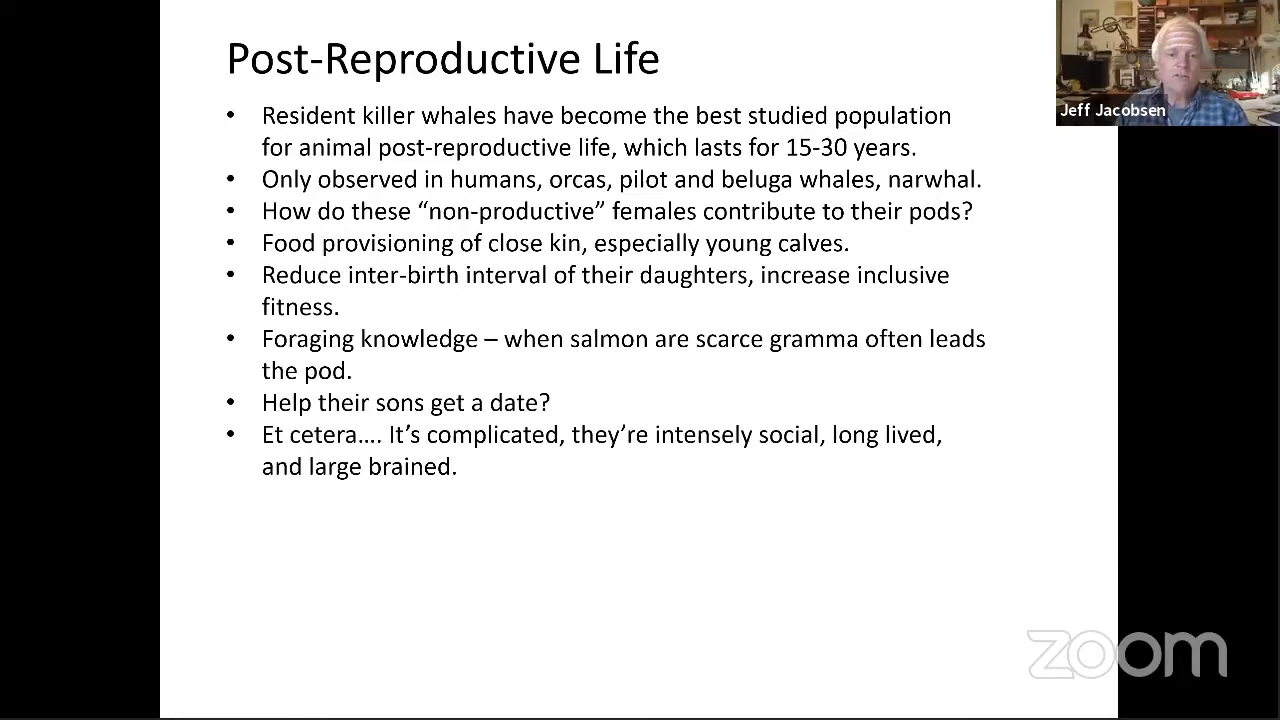 Post-Reproductive Life
• Resident killer whales have become the best studied population
for animal post-reproductive life, which lasts for 15-30 years.
• Only observed in humans, orcas, pilot and beluga whales, narwhal.
• How do these “non-productive” females contribute to their pods?
• Food provisioning of close kin, especially young calves.
• Reduce inter-birth interval of their daughters, increase inclusive
fitness.
• Foraging knowledge – when salmon are scarce gramma often leads
the pod.
• Help their sons get a date?
• Et cetera…. It’s complicated, they’re intensely social, long lived,
and large brained.
Jeff Jacobsen
zoom